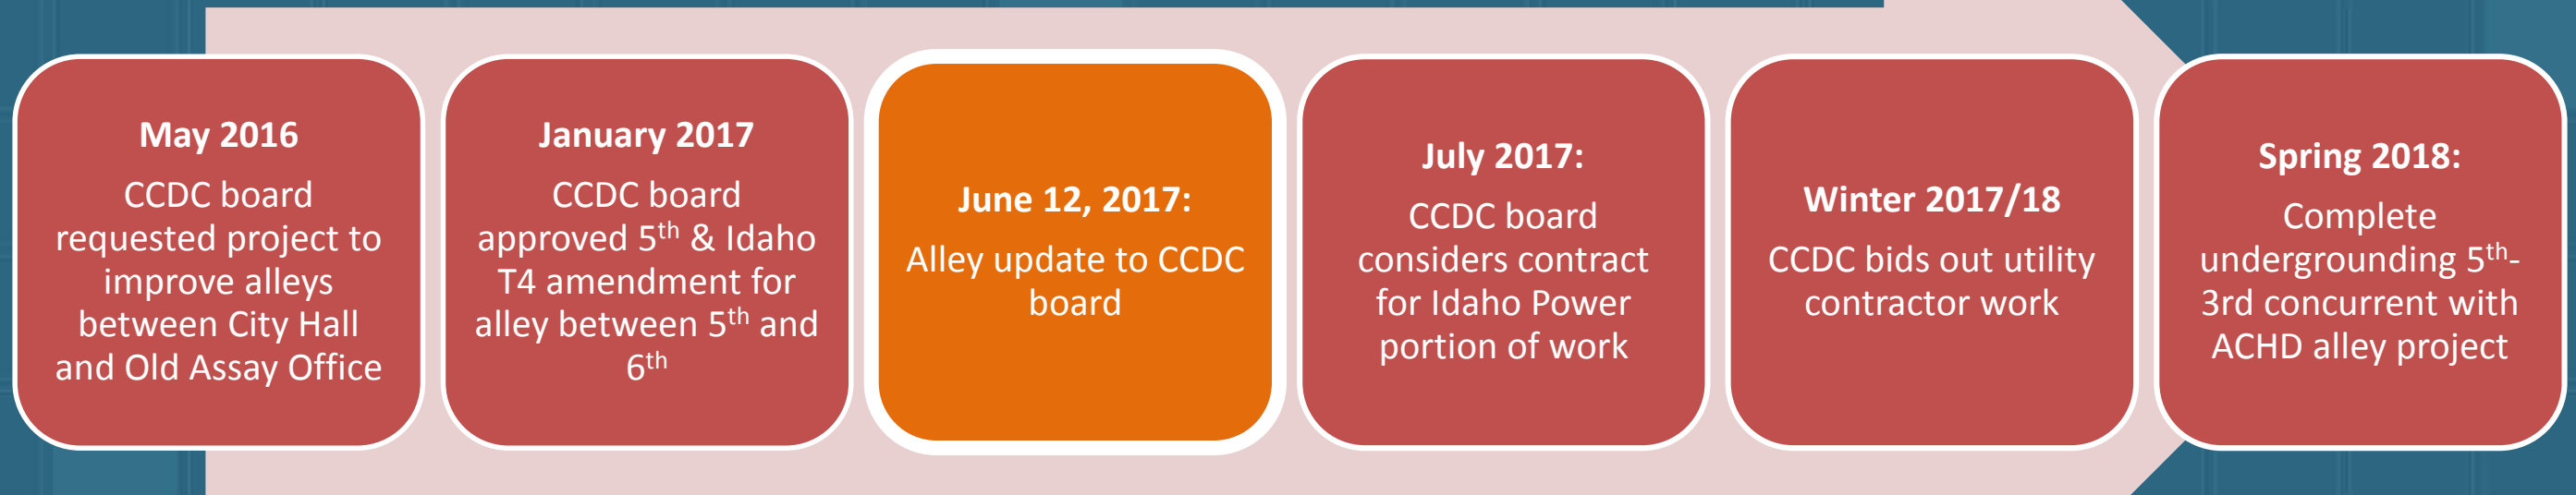 May 2016
CCDC board
requested project to
improve alleys
between City Hall
and Old Assay Office
January 2017
CCDC board
approved 5th & Idaho
T4 amendment for
alley between 5th and
6th
June 12, 2017:
Alley update to CCDC
board
July 2017:
CCDC board
considers contract
for Idaho Power
portion of work
Winter 2017/18
CCDC bids out utility
contractor work
Spring 2018:
Complete
undergrounding 5th-
3rd concurrent with
ACHD alley project